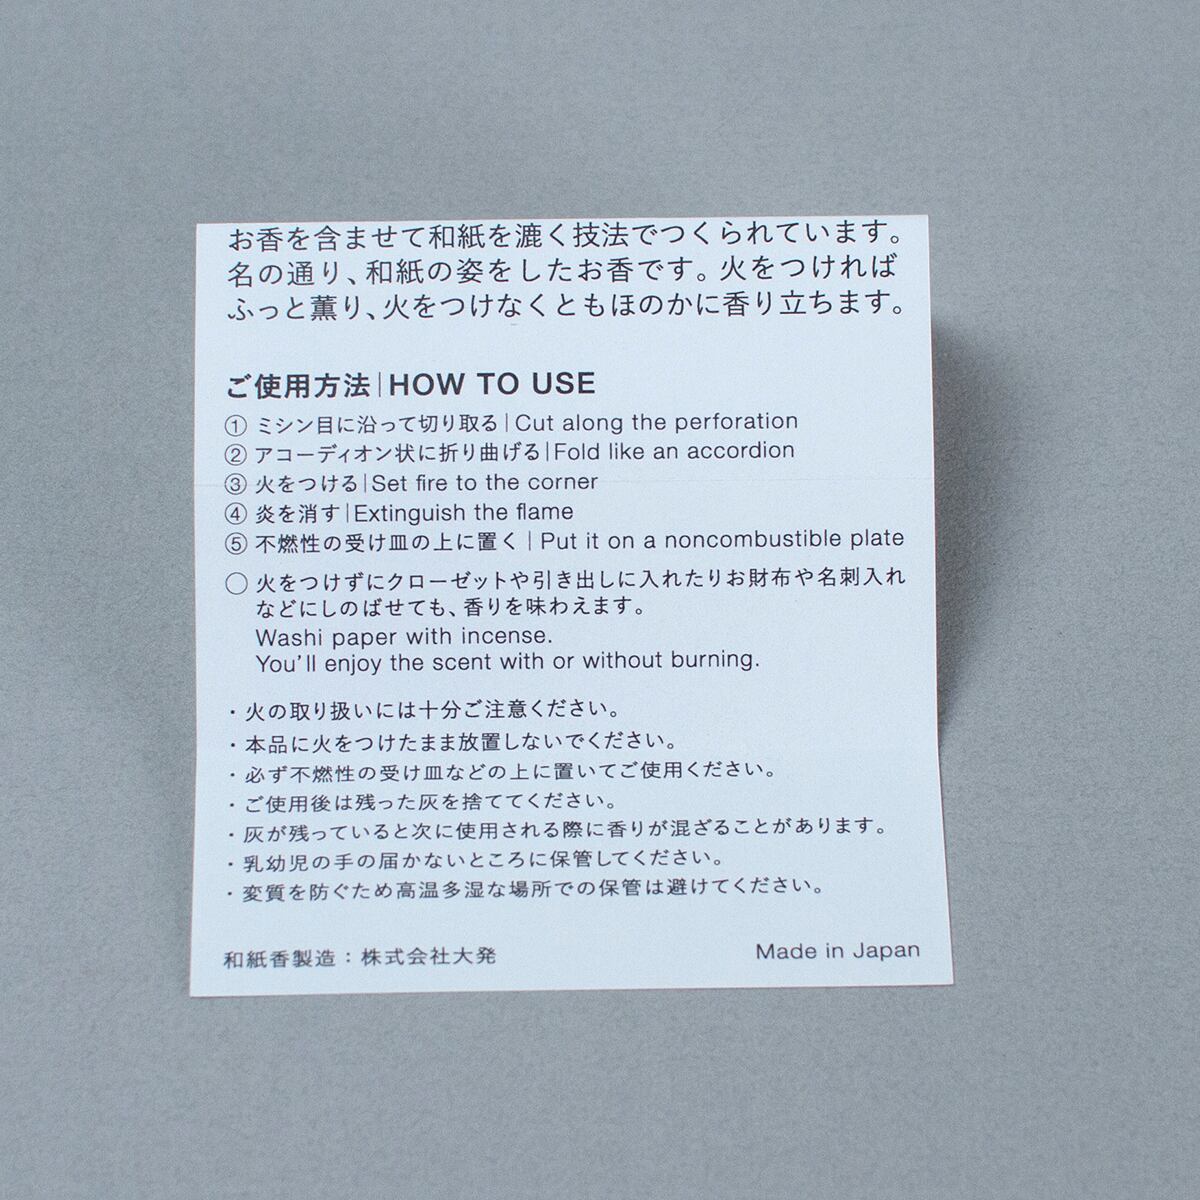 お香を含ませて和紙を漉く技法でつくられています。
名の通り、和紙の姿をしたお香です。火をつければ
ふっと薫り、火をつけなくともほのかに香り立ちます。
ご使用方法|HOW TO USE
① ミシン目に沿って切り取る|Cut along the perforation
② アコーディオン状に折り曲げる|Fold like an accordion
③ 火をつける|Set fire to the corner
④ 炎を消す|Extinguish the flame
⑤ 不燃性の受け皿の上に置く|Put it on a noncombustible plate
◯ 火をつけずにクローゼットや引き出しに入れたりお財布や名刺入れ
などにしのばせても、香りを味わえます。
Washi paper with incense.
You'll enjoy the scent with or without burning.
・火の取り扱いには十分ご注意ください。
・本品に火をつけたまま放置しないでください。
・必ず不燃性の受け皿などの上に置いてご使用ください。
・ご使用後は残った灰を捨ててください。
・灰が残っていると次に使用される際に香りが混ざることがあります。
・乳幼児の手の届かないところに保管してください。
・変質を防ぐため高温多湿な場所での保管は避けてください。
和紙香製造：株式会社大発
Made in Japan